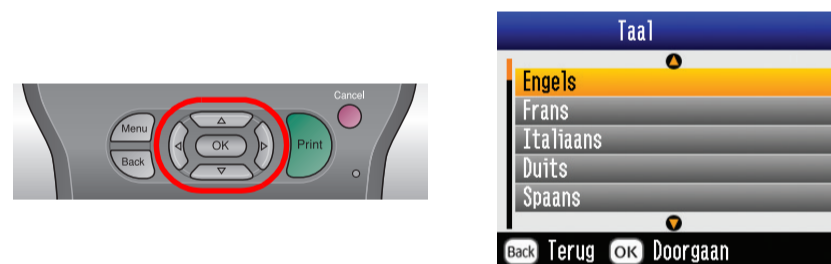 Cancel
Menu
OK
Print
Back
Taal
Engels
Frans
Italiaans
Duits
Spaans
Back Terug OK Doorgaan